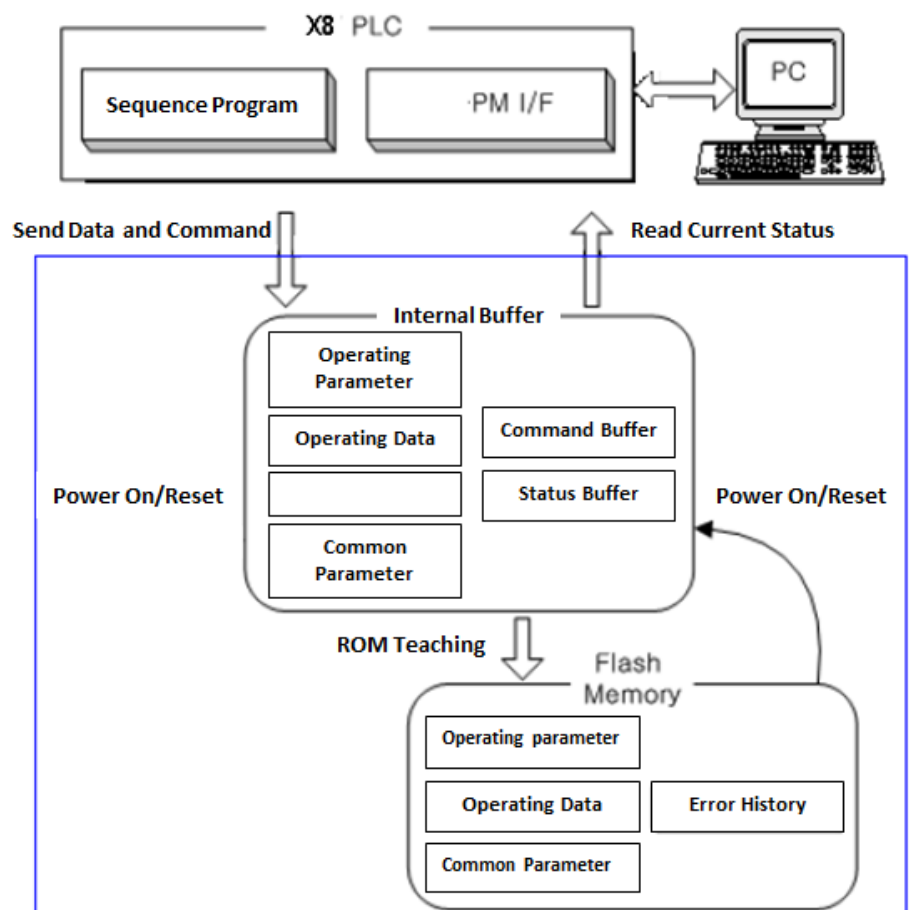 X8 PLC
Sequence Program
PM I/F
PC
Send Data and Command
Read Current Status
Internal Buffer
Operating
Parameter
Operating Data
Common
Parameter
Command Buffer
Status Buffer
Power On/Reset
Power On/Reset
ROM Teaching
Flash
Memory
Operating parameter
Operating Data
Common Parameter
Error History